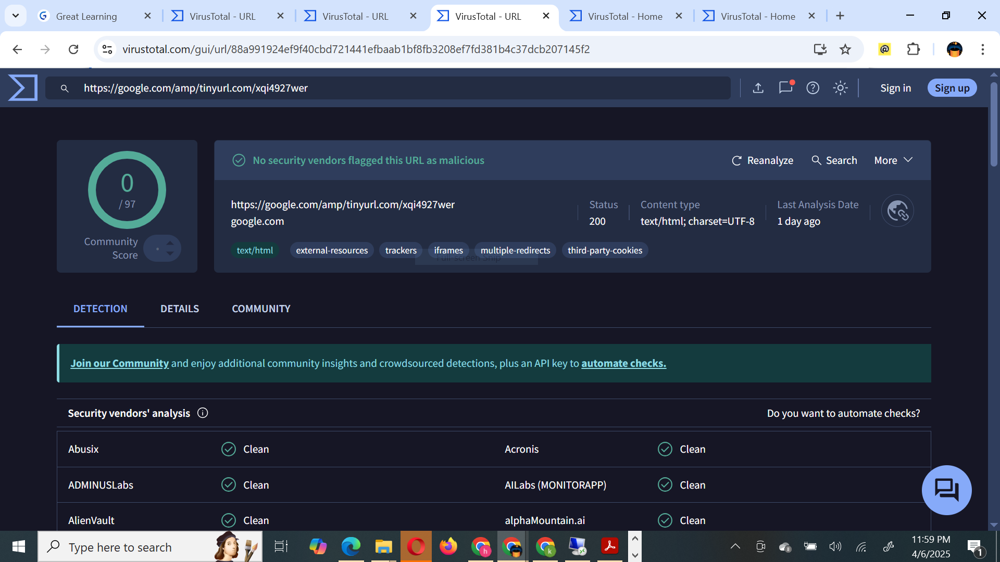 Great Learning
VirusTotal - URL
VirusTotal - URL
VirusTotal - URL
VirusTotal - Home
VirusTotal - Home
virustotal.com/gui/url/88a991924ef9f40cbd721441efbaab1bf8fb3208ef7fd381b4c37dcb207145f2
https://google.com/amp/tinyurl.com/xqi4927wer
Sign in
Sign up
0
/ 97
Community
Score
No security vendors flagged this URL as malicious
Reanalyze
Search
More
https://google.com/amp/tinyurl.com/xqi4927wer
google.com
Status
200
Content type
text/html; charset=UTF-8
Last Analysis Date
1 day ago
text/html
external-resources
trackers
iframes
multiple-redirects
third-party-cookies
Full-screen Snip
DETECTION
DETAILS
COMMUNITY
Join our Community and enjoy additional community insights and crowdsourced detections, plus an API key to automate checks.
Security vendors' analysis
Do you want to automate checks?
Abusix
Clean
Acronis
Clean
ADMINUSLabs
Clean
AILabs (MONITORAPP)
Clean
AlienVault
Clean
alphaMountain.ai
Clean
Type here to search
h
k
11:59 PM
4/6/2025
1